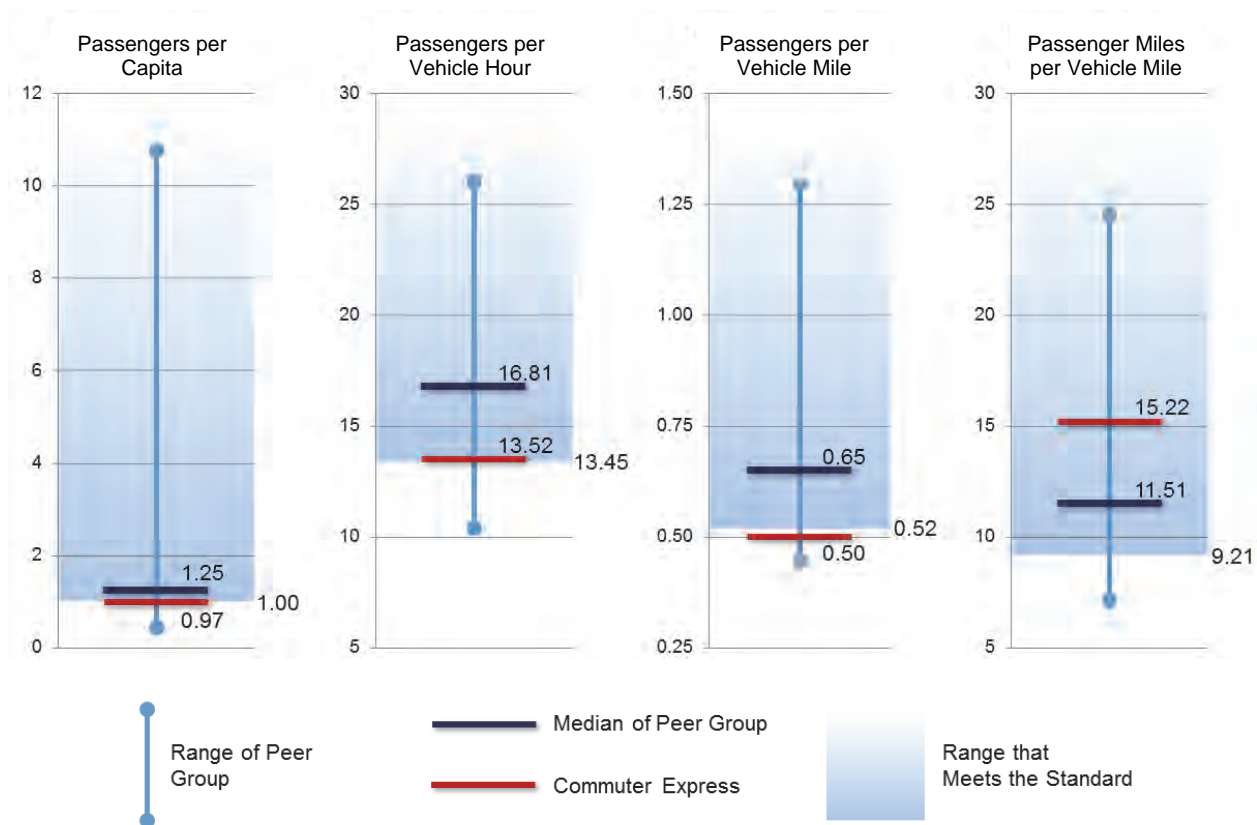 Passengers per
Capita
12
10
8
6
4
2
0
1.25
0.97
1.00
Passengers per
Vehicle Hour
30
25
20
15
10
5
16.81
13.52
13.45
Passengers per
Vehicle Mile
1.50
1.25
1.00
0.75
0.50
0.25
0.65
0.50
0.52
Passenger Miles
per Vehicle Mile
30
25
20
15
10
5
15.22
11.51
9.21
Range of Peer
Group
Median of Peer Group
Commuter Express
Range that
Meets the Standard